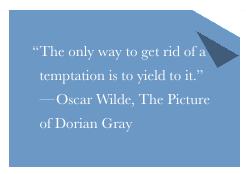 “The only way to get rid of a
temptation is to yield to it.”
—Oscar Wilde, The Picture
of Dorian Gray